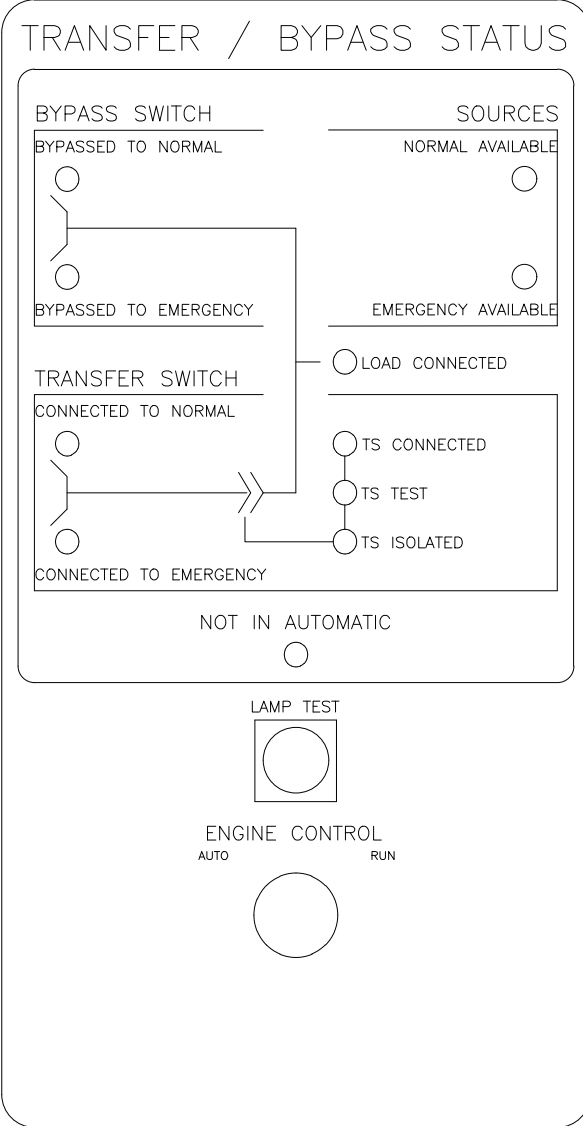 TRANSFER / BYPASS STATUS
BYPASS SWITCH
SOURCES
BYPASSED TO NORMAL
NORMAL AVAILABLE
BYPASSED TO EMERGENCY
EMERGENCY AVAILABLE
LOAD CONNECTED
TRANSFER SWITCH
CONNECTED TO NORMAL
TS CONNECTED
TS TEST
TS ISOLATED
CONNECTED TO EMERGENCY
NOT IN AUTOMATIC
LAMP TEST
ENGINE CONTROL
AUTO
RUN